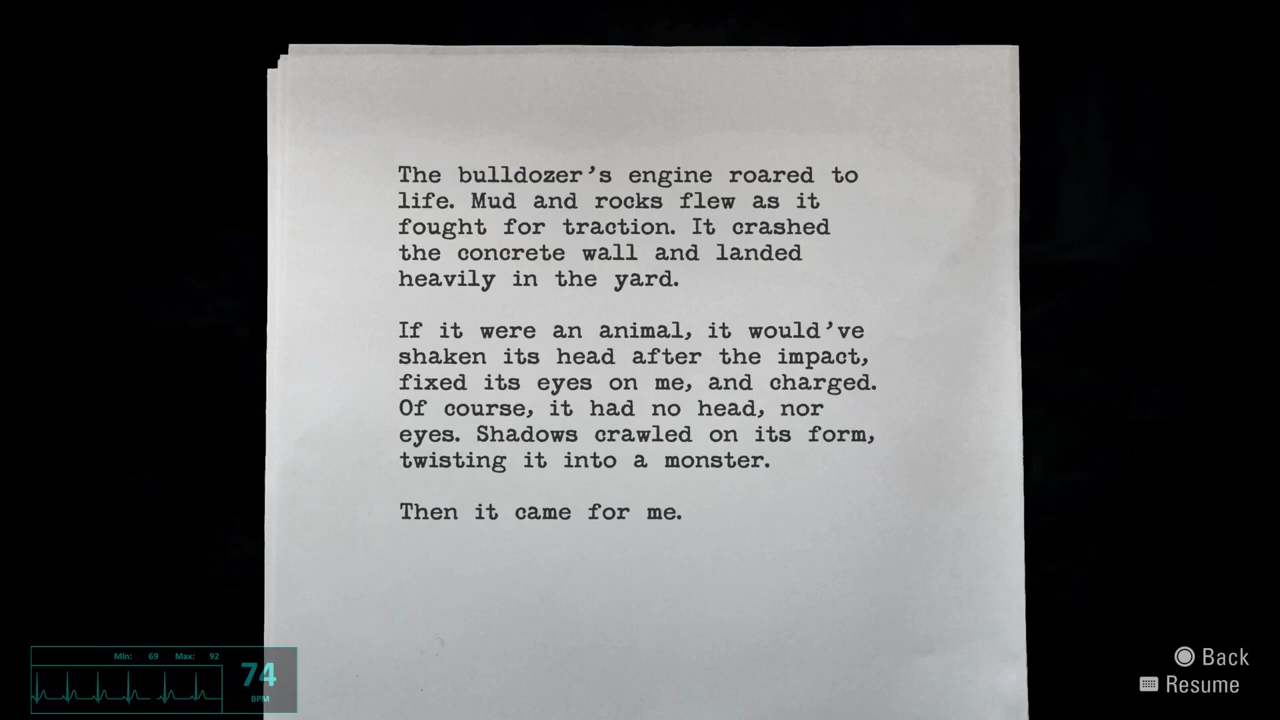 The bulldozer’s engine roared to
life. Mud and rocks flew as it
fought for traction. It crashed
the concrete wall and landed
heavily in the yard.
If it were an animal, it would’ve
shaken its head after the impact,
fixed its eyes on me, and charged.
Of course, it had no head, nor
eyes. Shadows crawled on its form,
twisting it into a monster.
Then it came for me.
Min: 69 Max: 92
74
BPM
Back
Resume